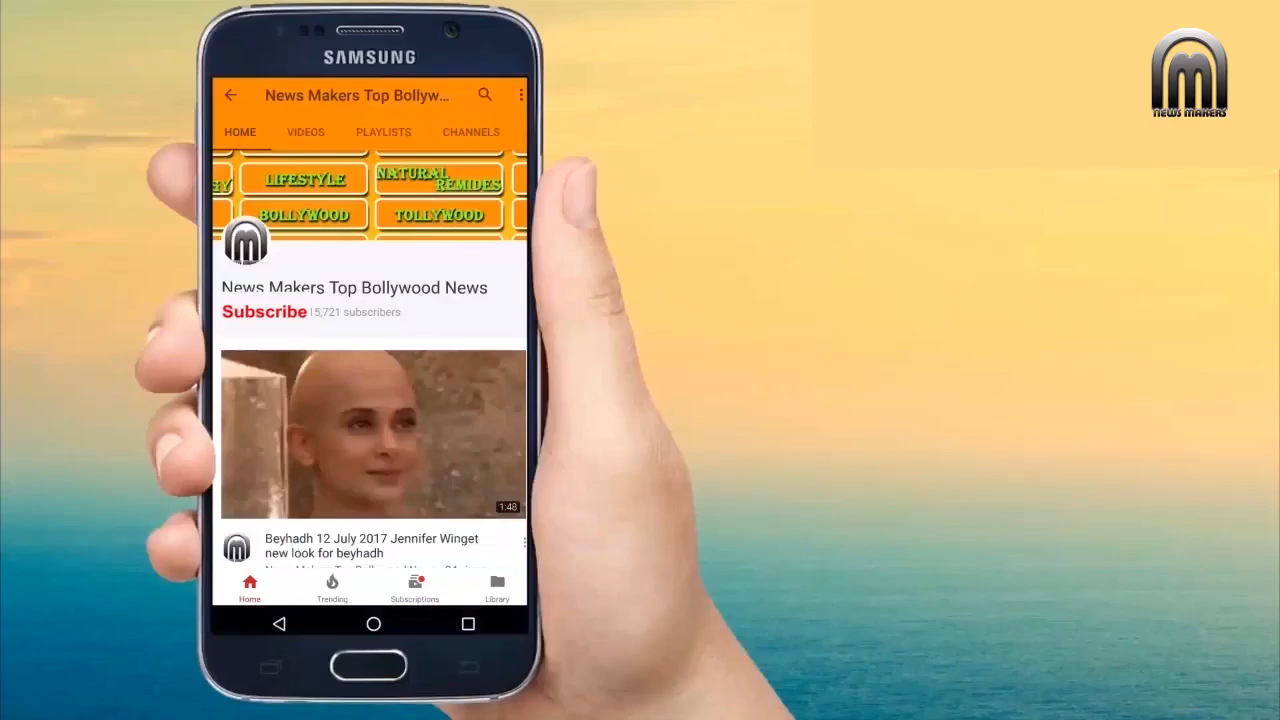 SAMSUNG
News Makers Top Bollyw...
HOME VIDEOS PLAYLISTS CHANNELS
GY LIFESTYLE NATURAL REMIDES
BOLLYWOOD TOLLYWOOD
News Makers Top Bollywood News
Subscribe 15,721 subscribers
1:48
Beyhadh 12 July 2017 Jennifer Winget
new look for beyhadh
Home Trending Subscriptions Library
NEWS MAKERS